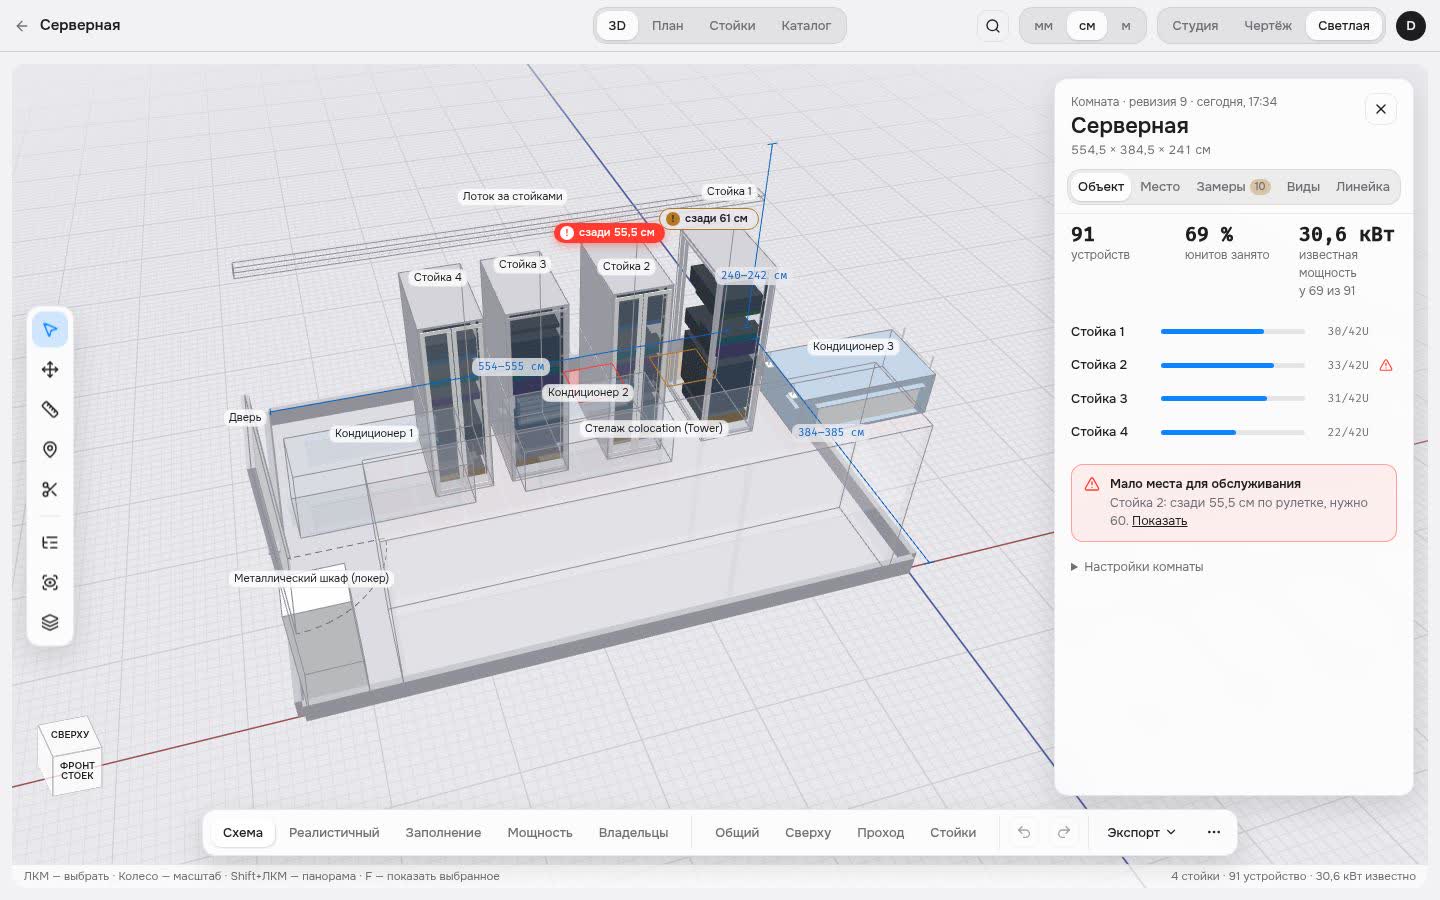 Серверная
3D
План
Стойки
Каталог
мм
см
м
Студия
Чертёж
Светлая
D
Комната · ревизия 9 · сегодня, 17:34
Серверная
554,5 × 384,5 × 241 см
Объект
Место
Замеры 10
Виды
Линейка
91
устройств
69 %
юнитов занято
30,6 кВт
известная
мощность
у 69 из 91
Стойка 1
30/42U
Стойка 2
33/42U
Стойка 3
31/42U
Стойка 4
22/42U
Мало места для обслуживания
Стойка 2: сзади 55,5 см по рулетке, нужно
60. Показать
Настройки комнаты
Лоток за стойками
Стойка 1
сзади 61 см
сзади 55,5 см
Стойка 4
Стойка 3
Стойка 2
240–242 см
Кондиционер 3
554–555 см
Кондиционер 2
Дверь
Кондиционер 1
Стелаж colocation (Tower)
384–385 см
Металлический шкаф (локер)
СВЕРХУ
ФРОНТ
СТОЕК
Схема
Реалистичный
Заполнение
Мощность
Владельцы
Общий
Сверху
Проход
Стойки
Экспорт
ЛКМ — выбрать · Колесо — масштаб · Shift+ЛКМ — панорама · F — показать выбранное
4 стойки · 91 устройство · 30,6 кВт известно